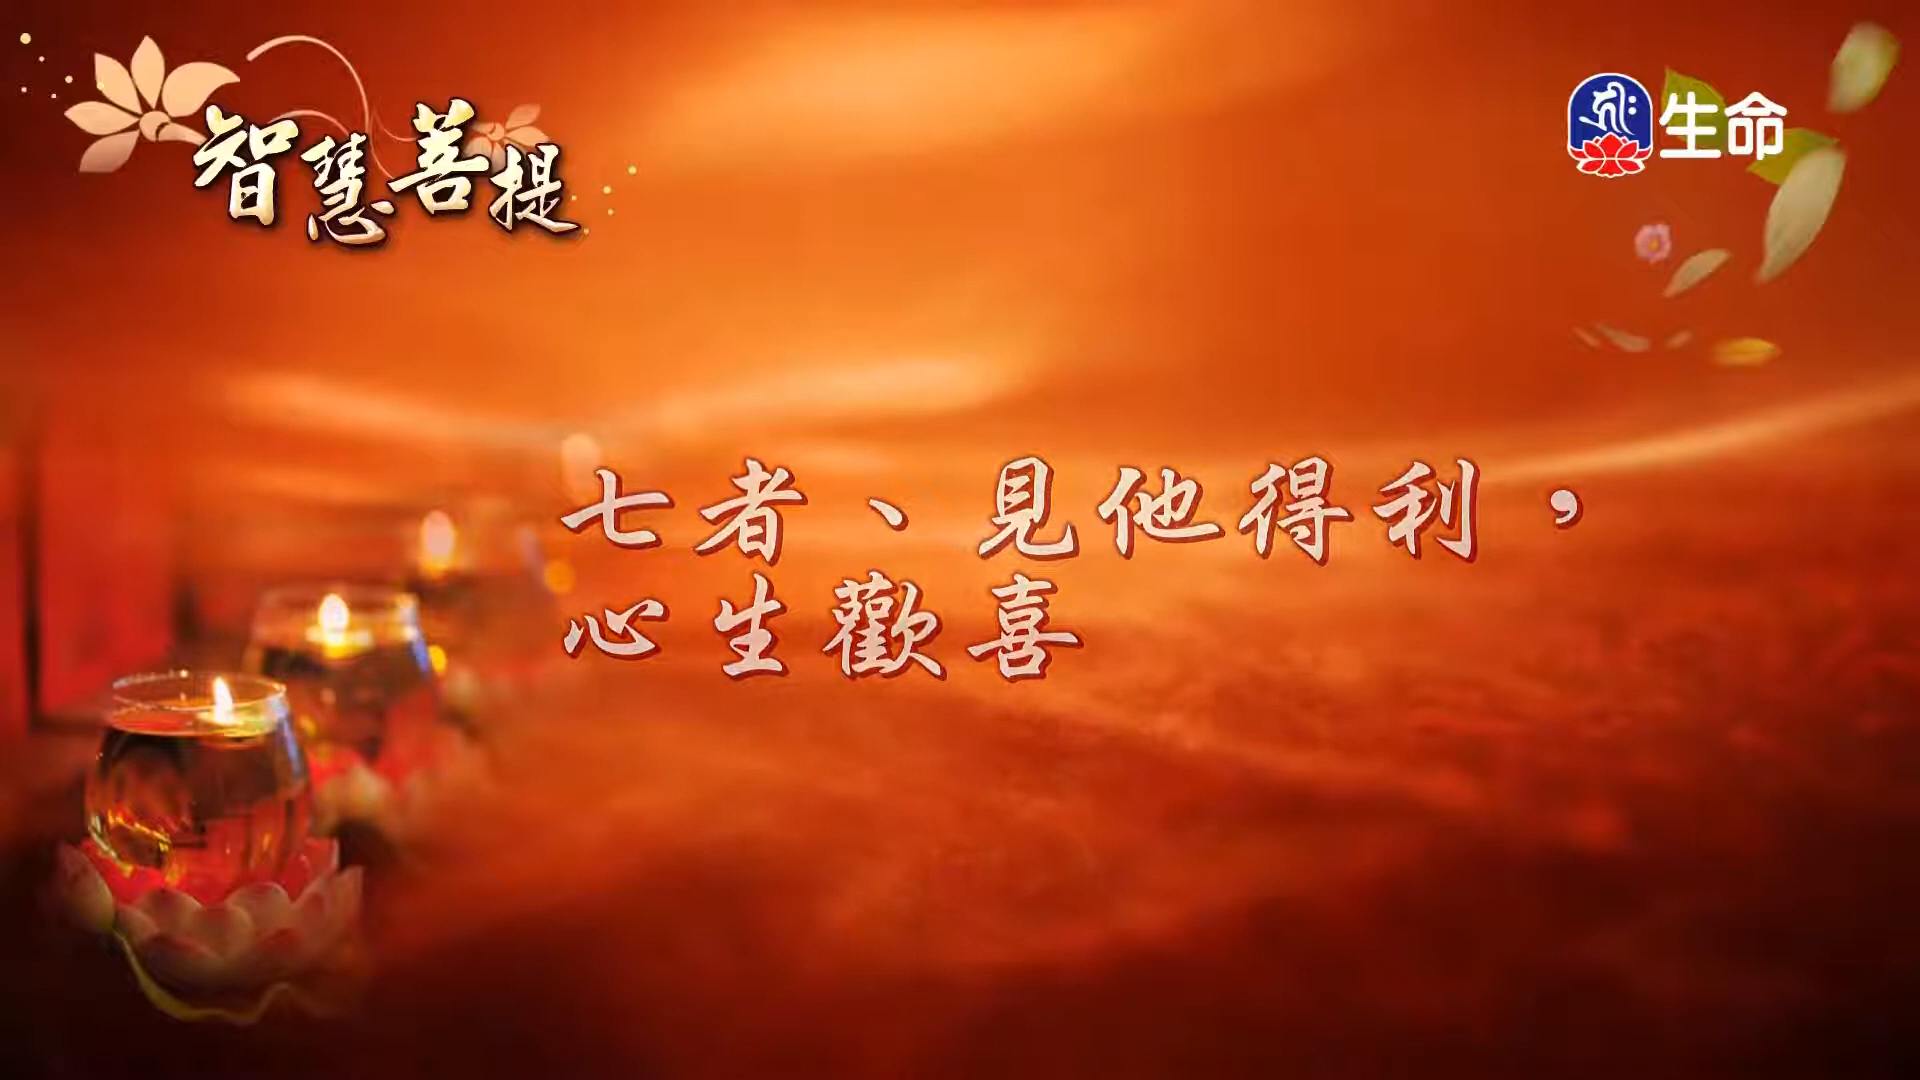 智慧菩提
生命
七者、見他得利，
心生歡喜